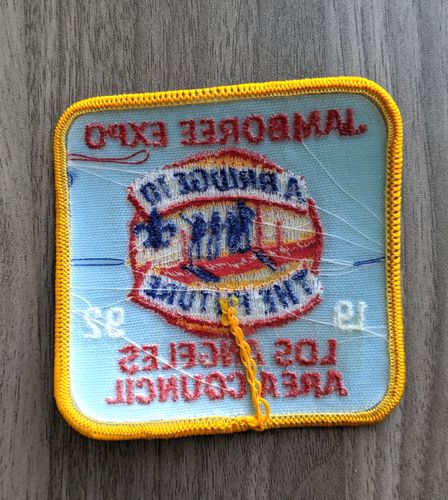 JAMBOREE EXPO
A BRIDGE TO
THE FUTURE
19 92
LOS ANGELES
AREA COUNCIL